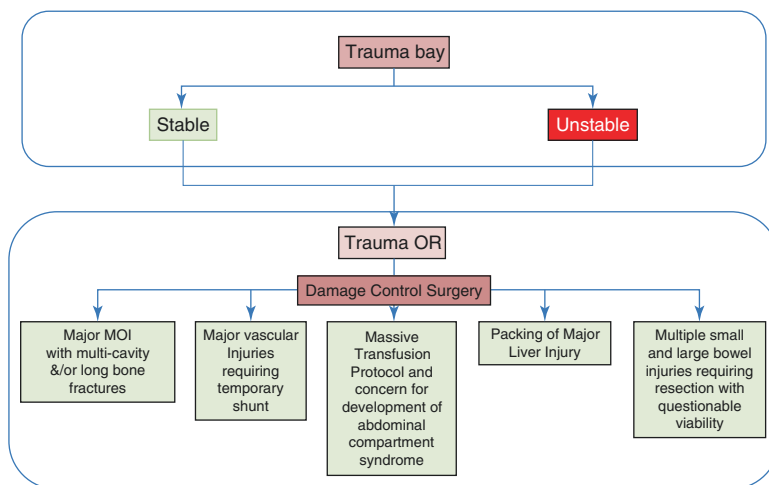 Trauma bay
Stable
Unstable
Trauma OR
Damage Control Surgery
Major MOI
with multi-cavity
&/or long bone
fractures
Major vascular
Injuries
requiring
temporary
shunt
Massive
Transfusion
Protocol and
concern for
development of
abdominal
compartment
syndrome
Packing of Major
Liver Injury
Multiple small
and large bowel
injuries requiring
resection with
questionable
viability